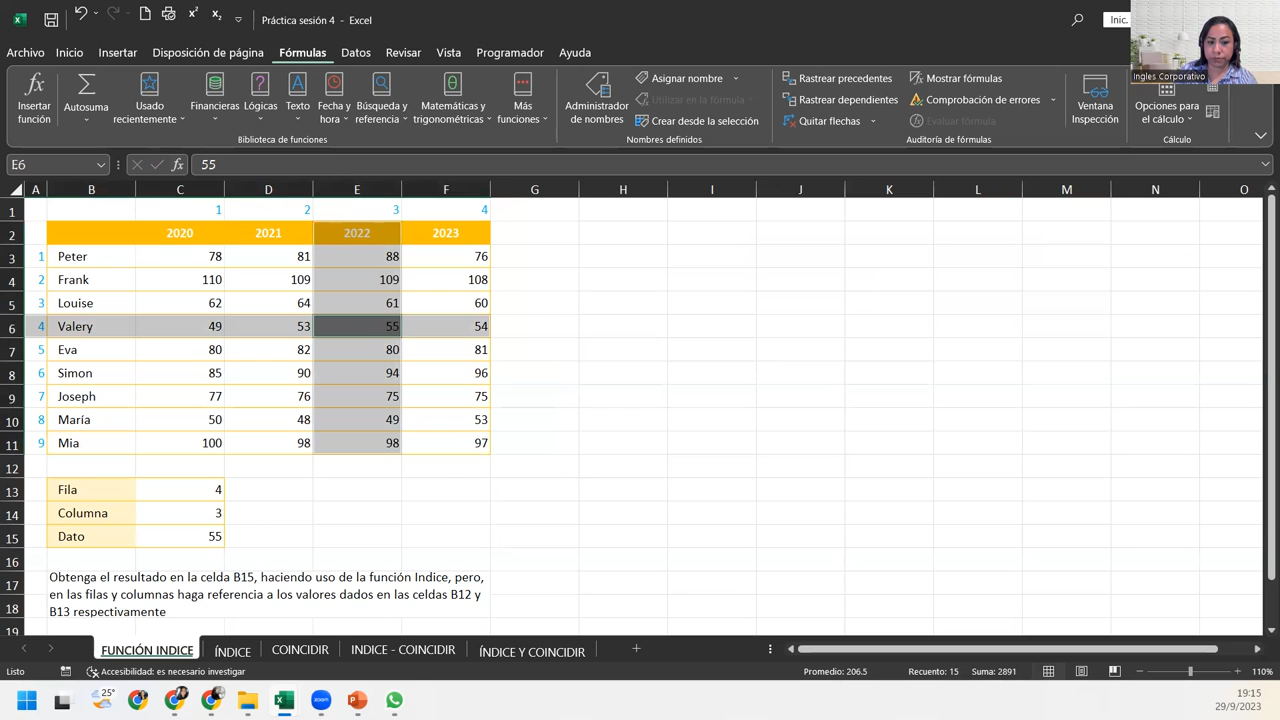 Práctica sesión 4 - Excel
Inic.
Ingles Corporativo
Archivo Inicio Insertar Disposición de página Fórmulas Datos Revisar Vista Programador Ayuda
Insertar función
Autosuma
Usado recientemente
Financieras
Lógicas
Texto
Fecha y hora
Búsqueda y referencia
Matemáticas y trigonométricas
Más funciones
Biblioteca de funciones
Administrador de nombres
Asignar nombre
Utilizar en la fórmula
Crear desde la selección
Nombres definidos
Rastrear precedentes
Rastrear dependientes
Quitar flechas
Mostrar fórmulas
Comprobación de errores
Evaluar fórmula
Auditoría de fórmulas
Ventana Inspección
Opciones para el cálculo
Cálculo
E6 fx 55
A B C D E F G H I J K L M N O
1 1 2 3 4
2 2020 2021 2022 2023
3 1 Peter 78 81 88 76
4 2 Frank 110 109 109 108
5 3 Louise 62 64 61 60
6 4 Valery 49 53 55 54
7 5 Eva 80 82 80 81
8 6 Simon 85 90 94 96
9 7 Joseph 77 76 75 75
10 8 María 50 48 49 53
11 9 Mia 100 98 98 97
12
13 Fila 4
14 Columna 3
15 Dato 55
16
17 Obtenga el resultado en la celda B15, haciendo uso de la función Indice, pero,
en las filas y columnas haga referencia a los valores dados en las celdas B12 y
18 B13 respectivamente
19
FUNCIÓN INDICE ÍNDICE COINCIDIR INDICE - COINCIDIR ÍNDICE Y COINCIDIR
Listo Accesibilidad: es necesario investigar Promedio: 206.5 Recuento: 15 Suma: 2891 110%
25°
zoom
19:15
29/9/2023